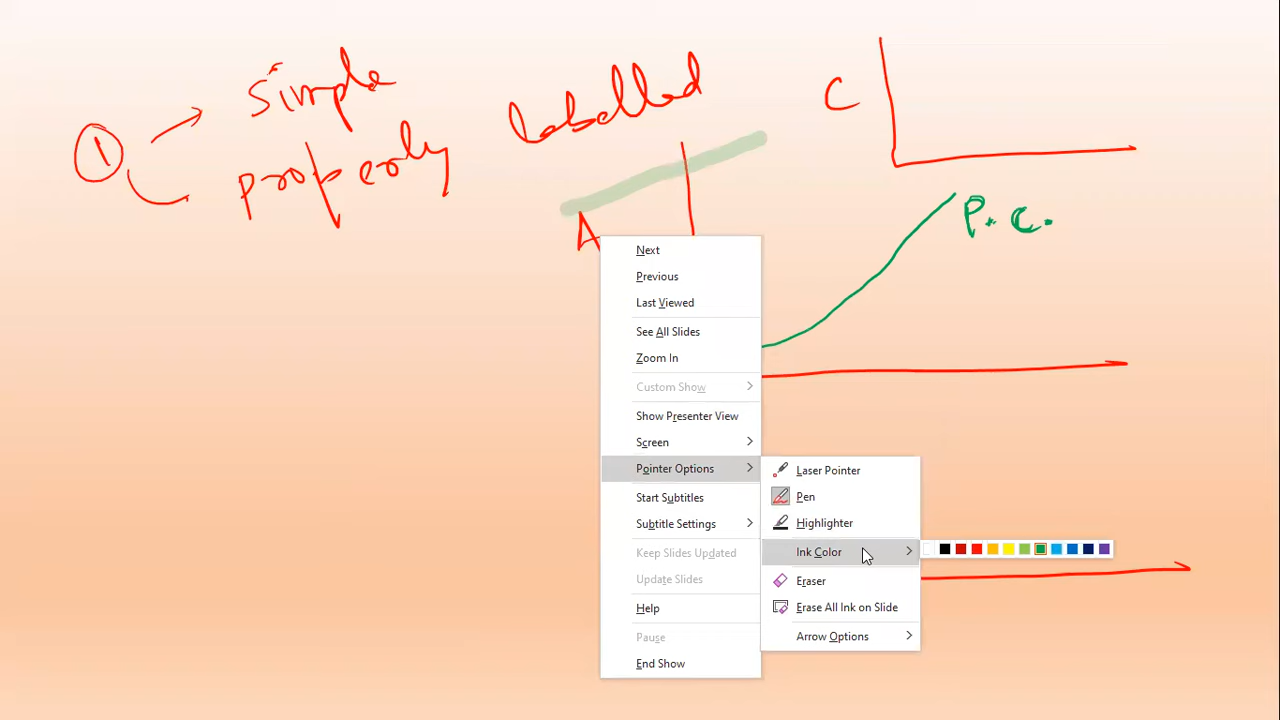 ① → simple
properly labelled
C
A
P. C.
Next
Previous
Last Viewed
See All Slides
Zoom In
Custom Show
Show Presenter View
Screen
Pointer Options
Start Subtitles
Subtitle Settings
Keep Slides Updated
Update Slides
Help
Pause
End Show
Laser Pointer
Pen
Highlighter
Ink Color
Eraser
Erase All Ink on Slide
Arrow Options